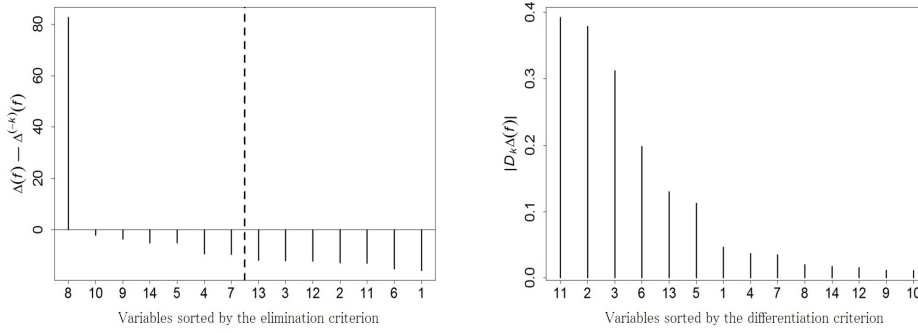 80
60
40
20
0
Δ(f) — Δ^(−k)(f)
8 10 9 14 5 4 7 13 3 12 2 11 6 1
Variables sorted by the elimination criterion
0.4
0.3
0.2
0.1
0.0
|D_kΔ(f)|
11 2 3 6 13 5 1 4 7 8 14 12 9 10
Variables sorted by the differentiation criterion